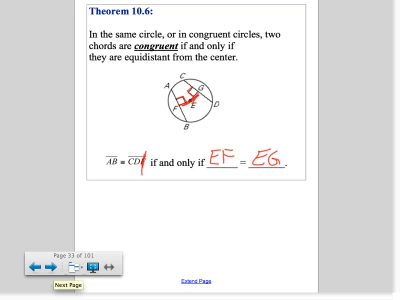 Theorem 10.6:
In the same circle, or in congruent circles, two
chords are congruent if and only if
they are equidistant from the center.
C
A
G
F
E
D
B
AB ≅ CD if and only if EF = EG.
Page 33 of 101
Next Page
Extend Page